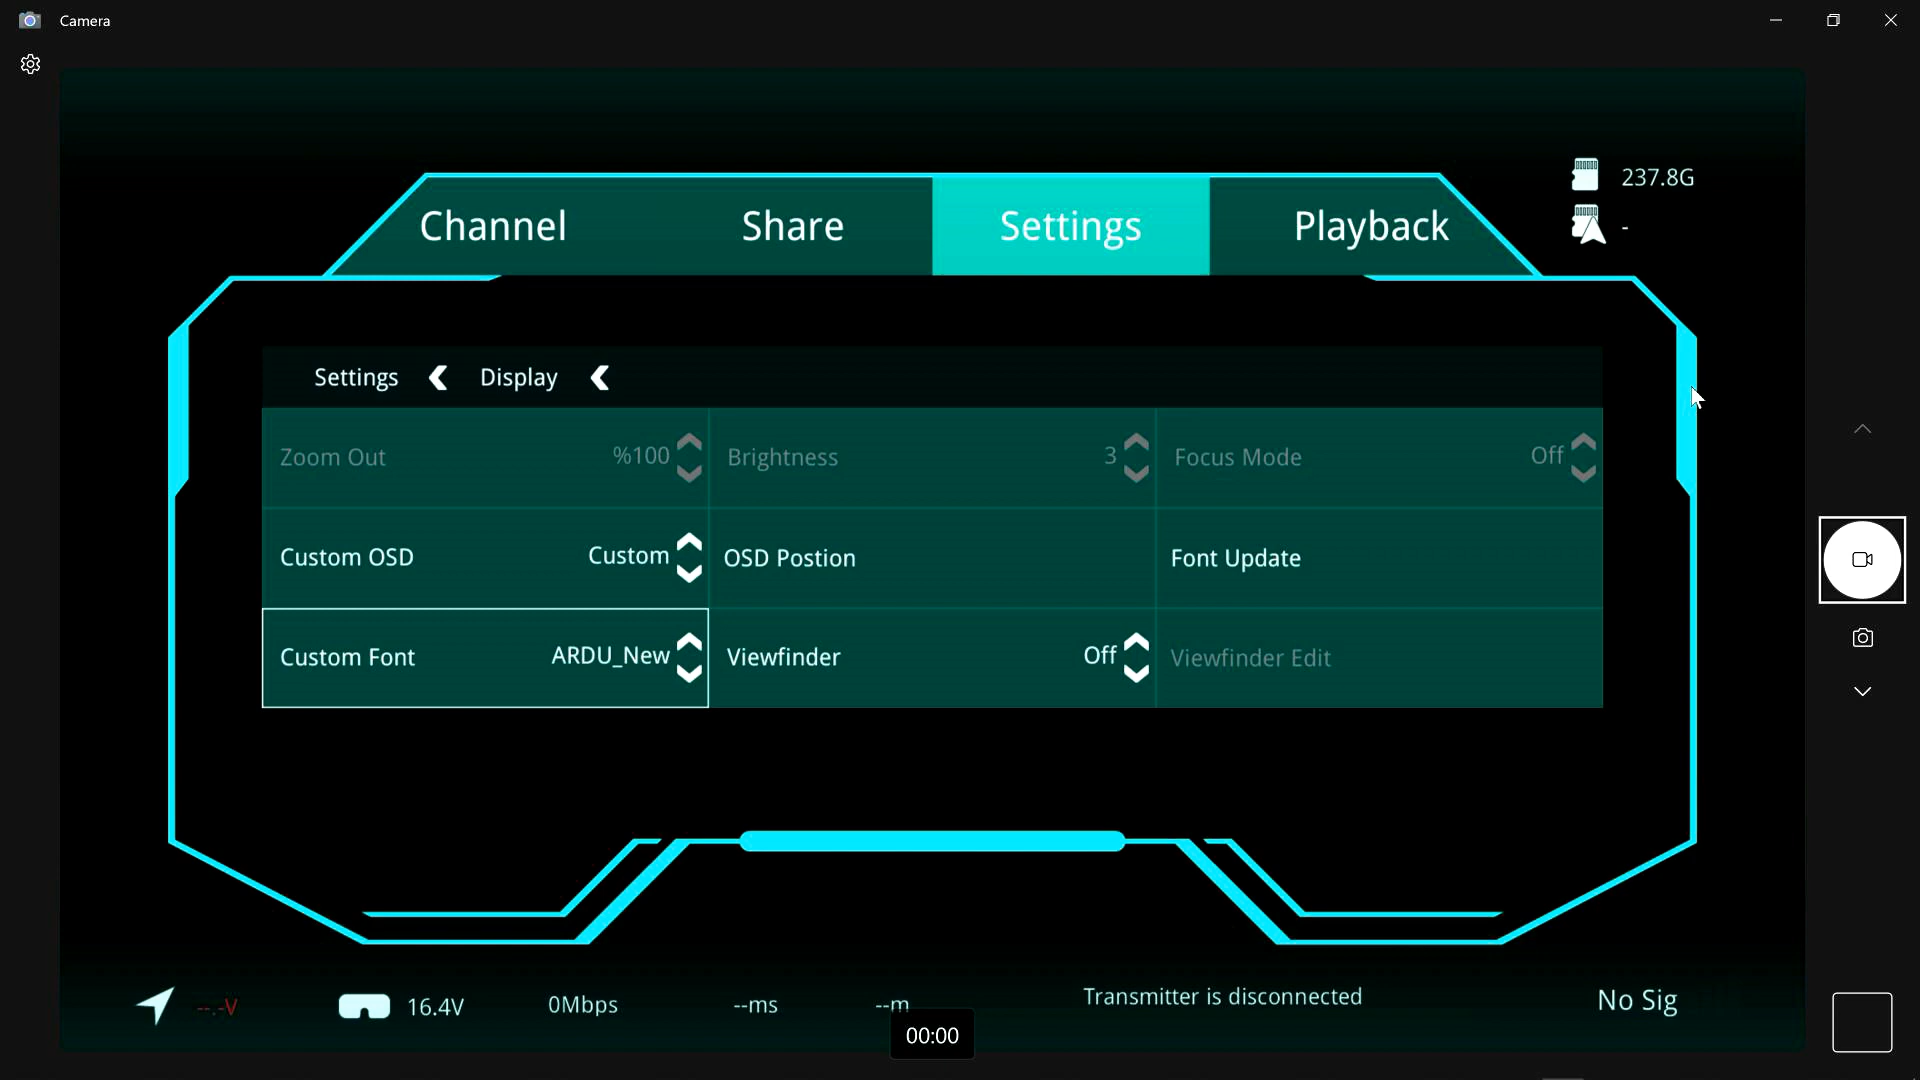 Camera
237.8G
Channel Share Settings Playback
-
Settings Display
Zoom Out %100 Brightness 3 Focus Mode Off
Custom OSD Custom OSD Postion Font Update
Custom Font ARDU_New Viewfinder Off Viewfinder Edit
--.-V 16.4V 0Mbps --ms --m Transmitter is disconnected No Sig
00:00